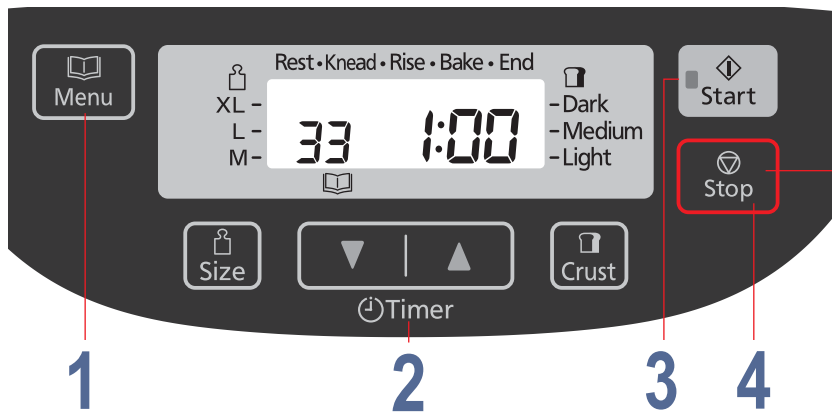 Rest • Knead • Rise • Bake • End
Menu
XL –
L –
M –
33
1:00
– Dark
– Medium
– Light
Start
Stop
Size
Timer
Crust
1
2
3
4